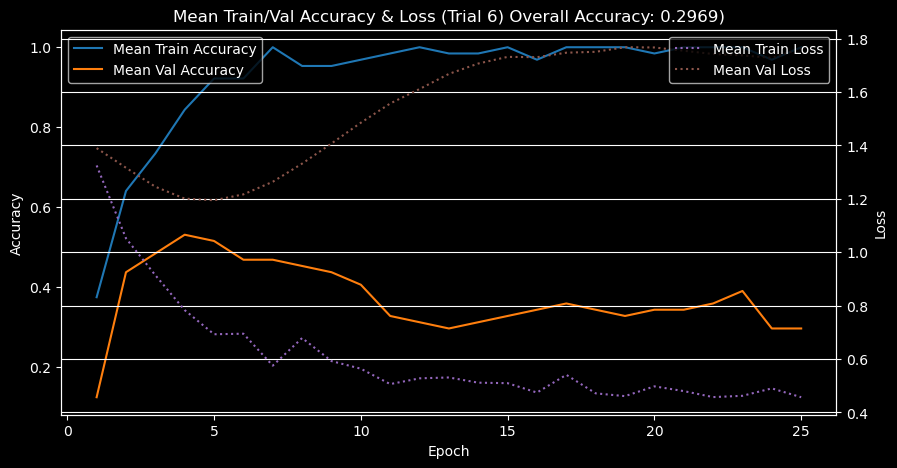 Mean Train/Val Accuracy & Loss (Trial 6) Overall Accuracy: 0.2969)
Mean Train Accuracy
Mean Val Accuracy
Mean Train Loss
Mean Val Loss
Accuracy
1.0
0.8
0.6
0.4
0.2
1.8
1.6
1.4
1.2
1.0
0.8
0.6
0.4
Loss
0 5 10 15 20 25
Epoch